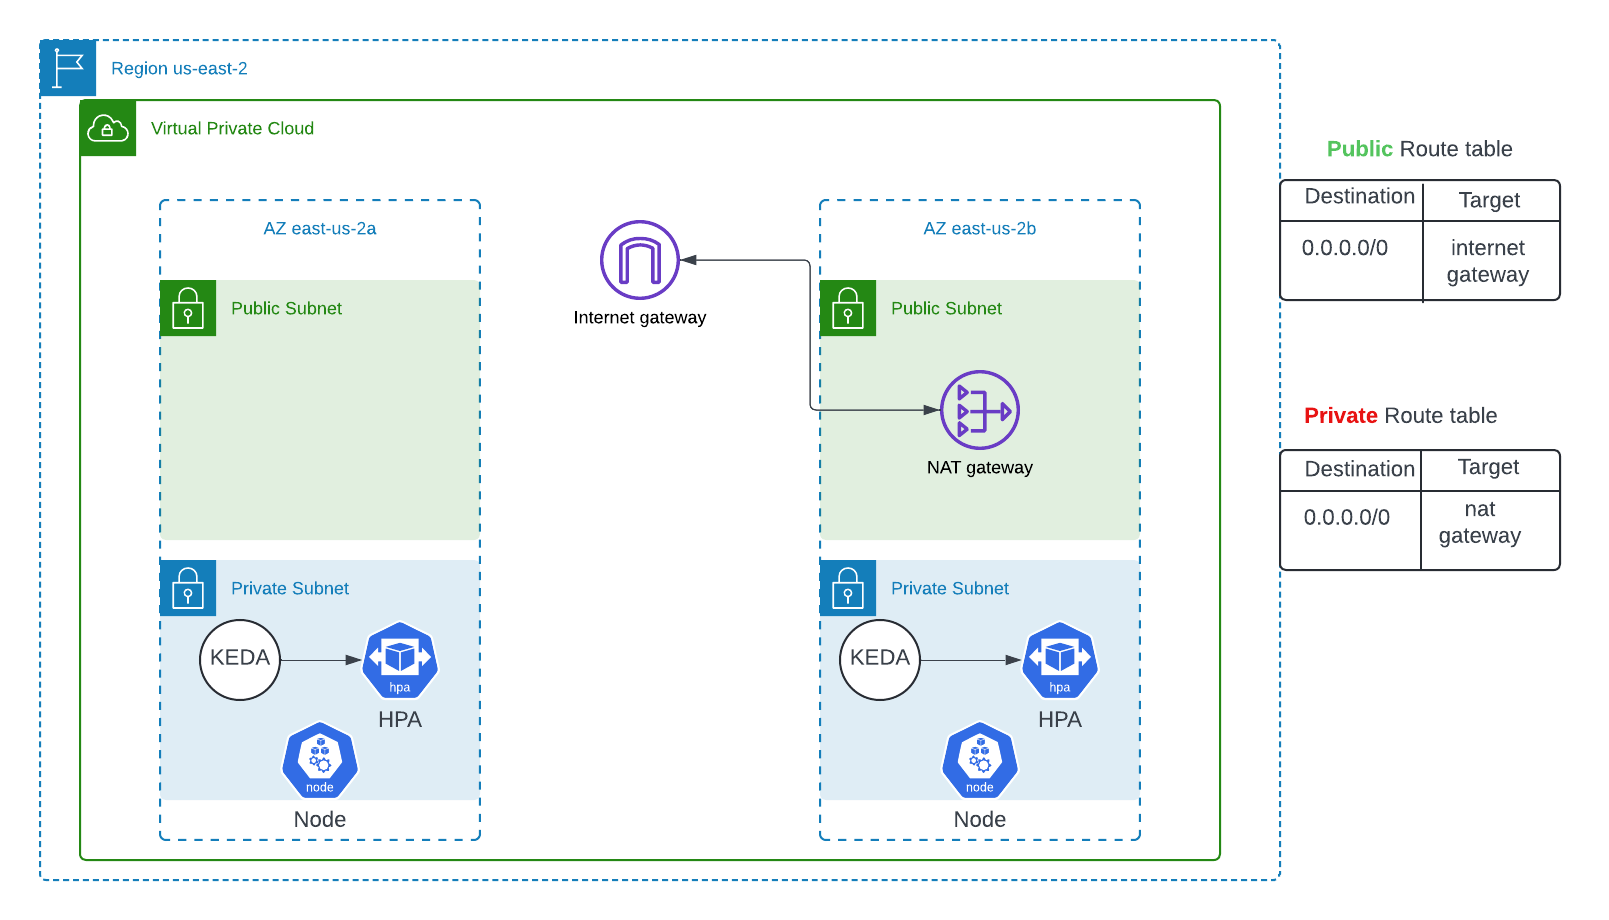 Region us-east-2
Virtual Private Cloud
AZ east-us-2a
Public Subnet
Private Subnet
KEDA
hpa
HPA
node
Node
Internet gateway
AZ east-us-2b
Public Subnet
NAT gateway
Private Subnet
KEDA
hpa
HPA
node
Node
Public Route table
Destination Target
0.0.0.0/0 internet
gateway
Private Route table
Destination Target
0.0.0.0/0 nat
gateway